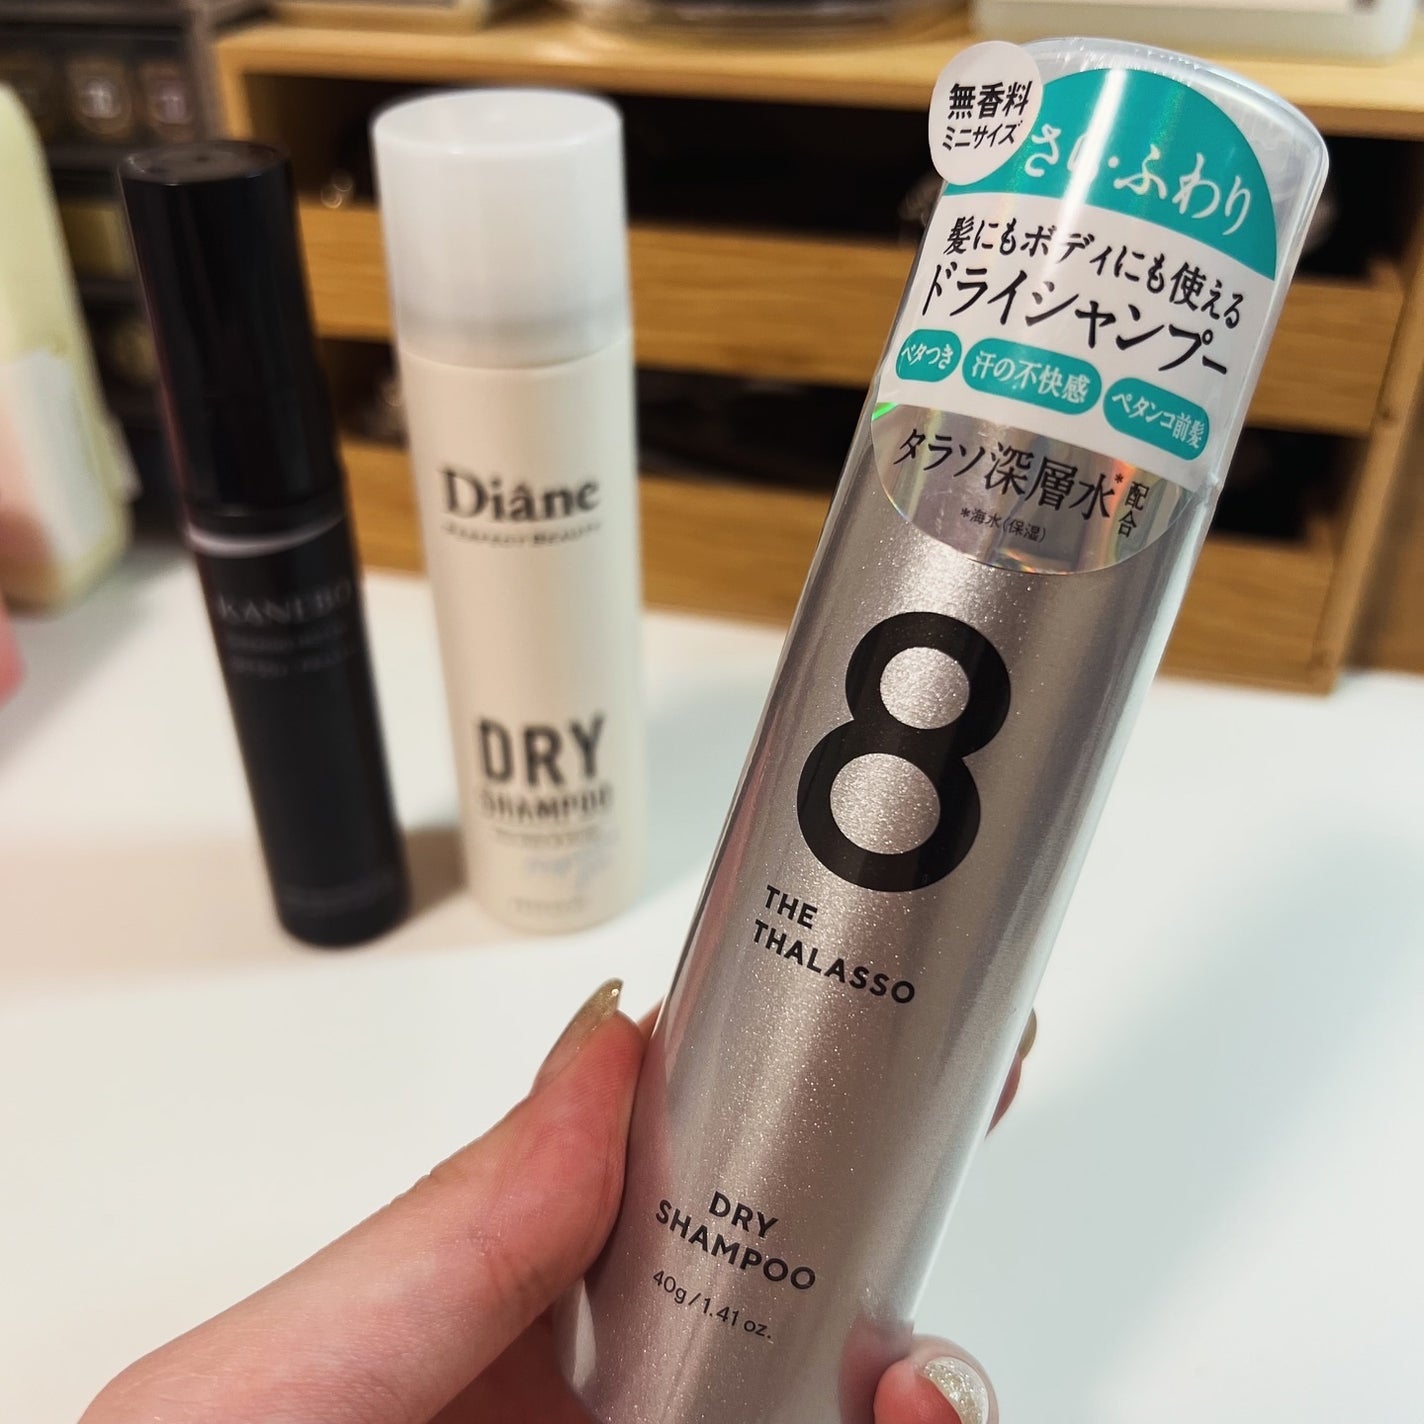 無香料
ミニサイズ
さら・ふわり
髪にもボディにも使える
ドライシャンプー
ベタつき
汗の不快感
ペタンコ前髪
タラソ深層水*配合
*海水(保湿)
8
THE
THALASSO
DRY
SHAMPOO
40g/1.41 oz.
Diâne
PERFECT BEAUTY
DRY
SHAMPOO
KANEBO